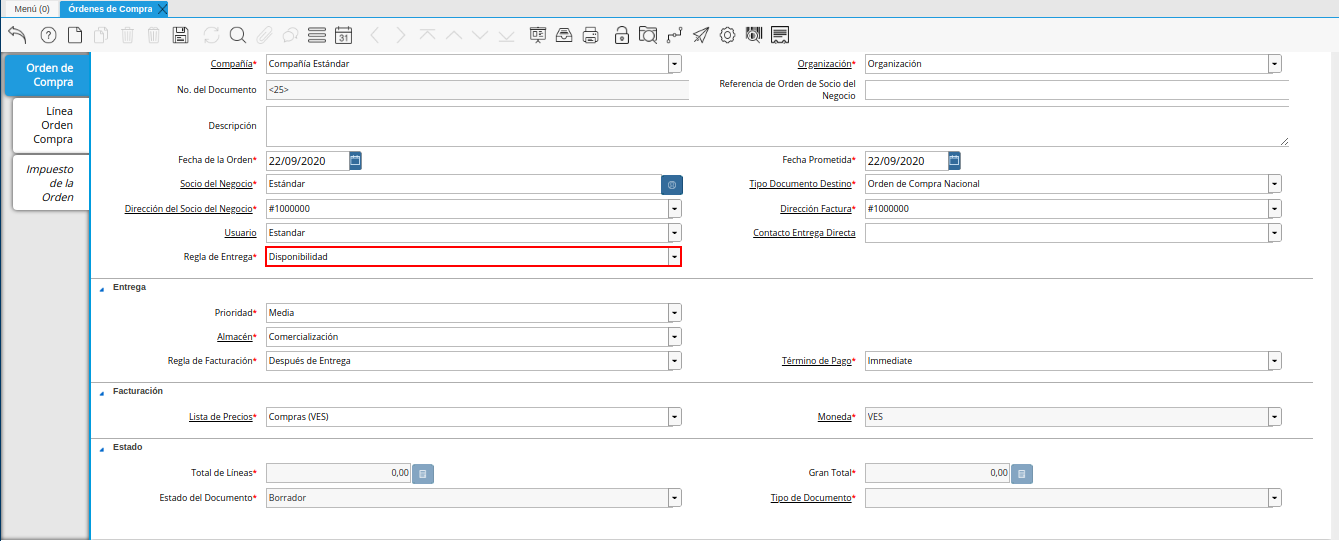 Menú (0) Órdenes de Compra
31
Orden de
Compra
Línea
Orden
Compra
Impuesto
de la
Orden
Compañía* Compañía Estándar Organización* Organización
No. del Documento <25> Referencia de Orden de Socio del
Negocio
Descripción
Fecha de la Orden* 22/09/2020 Fecha Prometida* 22/09/2020
Socio del Negocio* Estándar Tipo Documento Destino* Orden de Compra Nacional
Dirección del Socio del Negocio* #1000000 Dirección Factura* #1000000
Usuario Estandar Contacto Entrega Directa
Regla de Entrega* Disponibilidad
Entrega
Prioridad* Media
Almacén* Comercialización
Regla de Facturación* Después de Entrega Término de Pago* Immediate
Facturación
Lista de Precios* Compras (VES) Moneda* VES
Estado
Total de Líneas* 0,00 Gran Total* 0,00
Estado del Documento* Borrador Tipo de Documento*